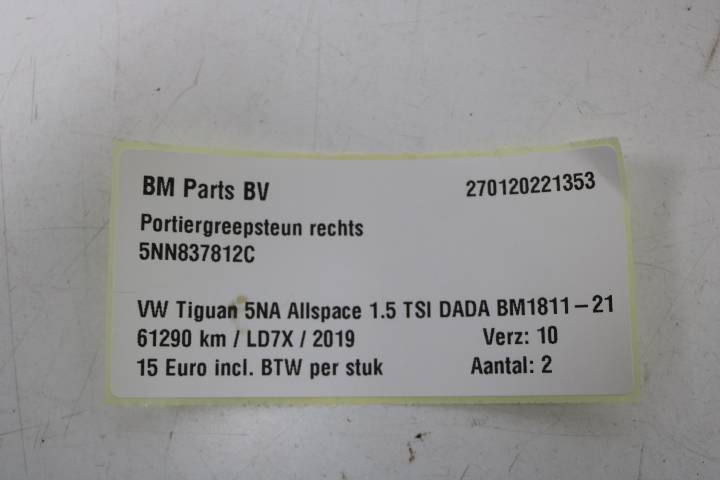 BM Parts BV 270120221353
Portiergreepsteun rechts
5NN837812C
VW Tiguan 5NA Allspace 1.5 TSI DADA BM1811-21
61290 km / LD7X / 2019 Verz: 10
15 Euro incl. BTW per stuk Aantal: 2